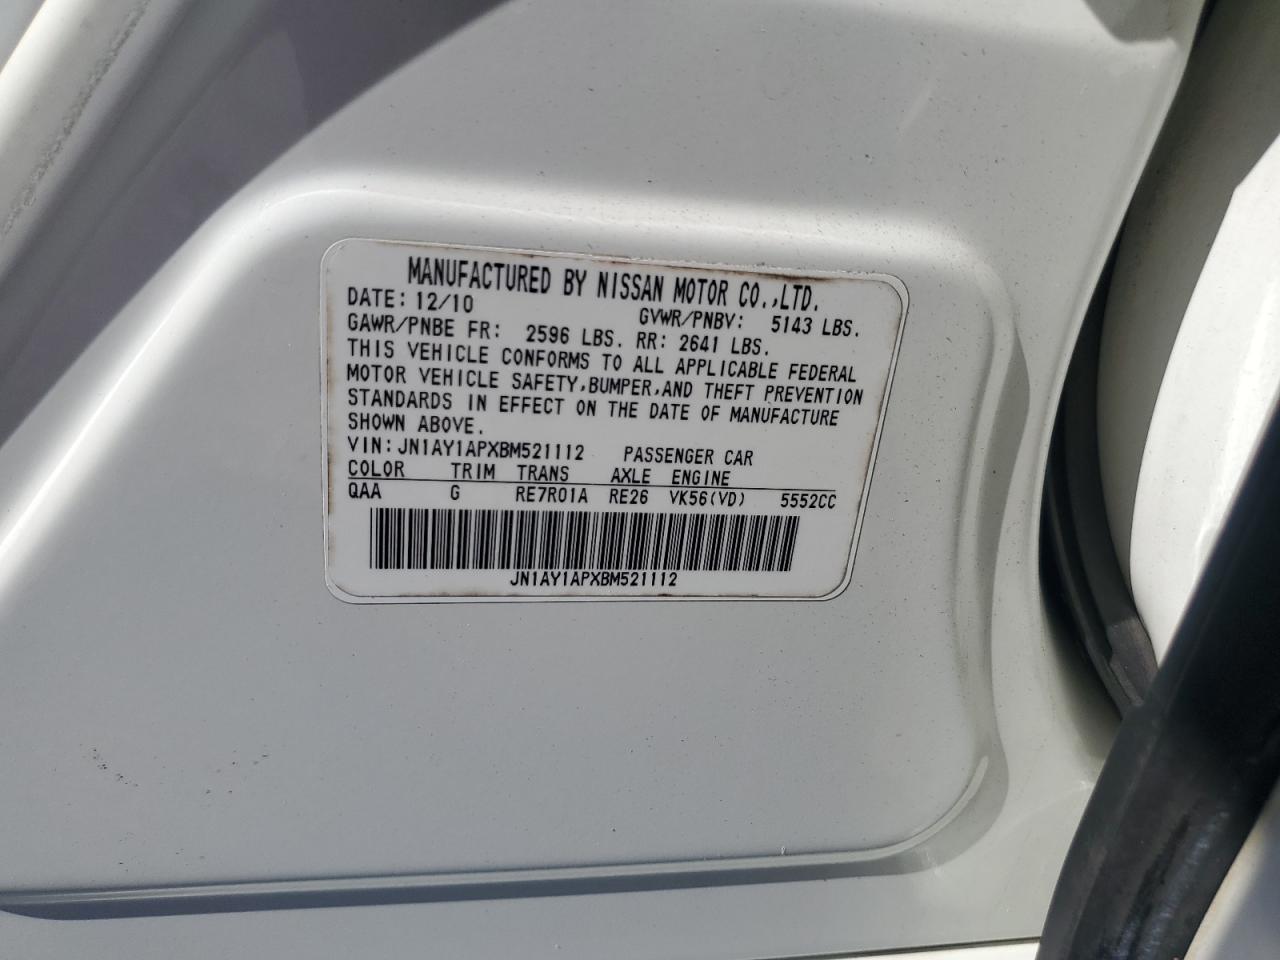 MANUFACTURED BY NISSAN MOTOR CO.,LTD.
DATE: 12/10 GVWR/PNBV: 5143 LBS.
GAWR/PNBE FR: 2596 LBS. RR: 2641 LBS.
THIS VEHICLE CONFORMS TO ALL APPLICABLE FEDERAL
MOTOR VEHICLE SAFETY,BUMPER,AND THEFT PREVENTION
STANDARDS IN EFFECT ON THE DATE OF MANUFACTURE
SHOWN ABOVE.
VIN: JN1AY1APXBM521112 PASSENGER CAR
COLOR TRIM TRANS AXLE ENGINE
QAA G RE7R01A RE26 VK56(VD) 5552CC
JN1AY1APXBM521112